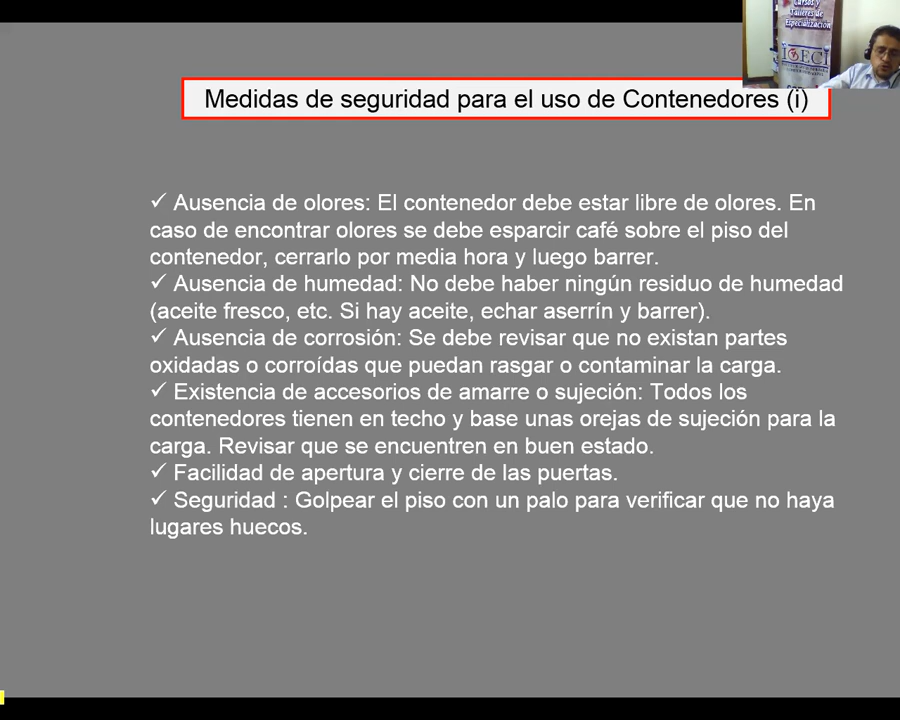 Cursos y
Talleres de
Especialización
Medidas de seguridad para el uso de Contenedores (i)
✓ Ausencia de olores: El contenedor debe estar libre de olores. En
caso de encontrar olores se debe esparcir café sobre el piso del
contenedor, cerrarlo por media hora y luego barrer.
✓ Ausencia de humedad: No debe haber ningún residuo de humedad
(aceite fresco, etc. Si hay aceite, echar aserrín y barrer).
✓ Ausencia de corrosión: Se debe revisar que no existan partes
oxidadas o corroídas que puedan rasgar o contaminar la carga.
✓ Existencia de accesorios de amarre o sujeción: Todos los
contenedores tienen en techo y base unas orejas de sujeción para la
carga. Revisar que se encuentren en buen estado.
✓ Facilidad de apertura y cierre de las puertas.
✓ Seguridad : Golpear el piso con un palo para verificar que no haya
lugares huecos.